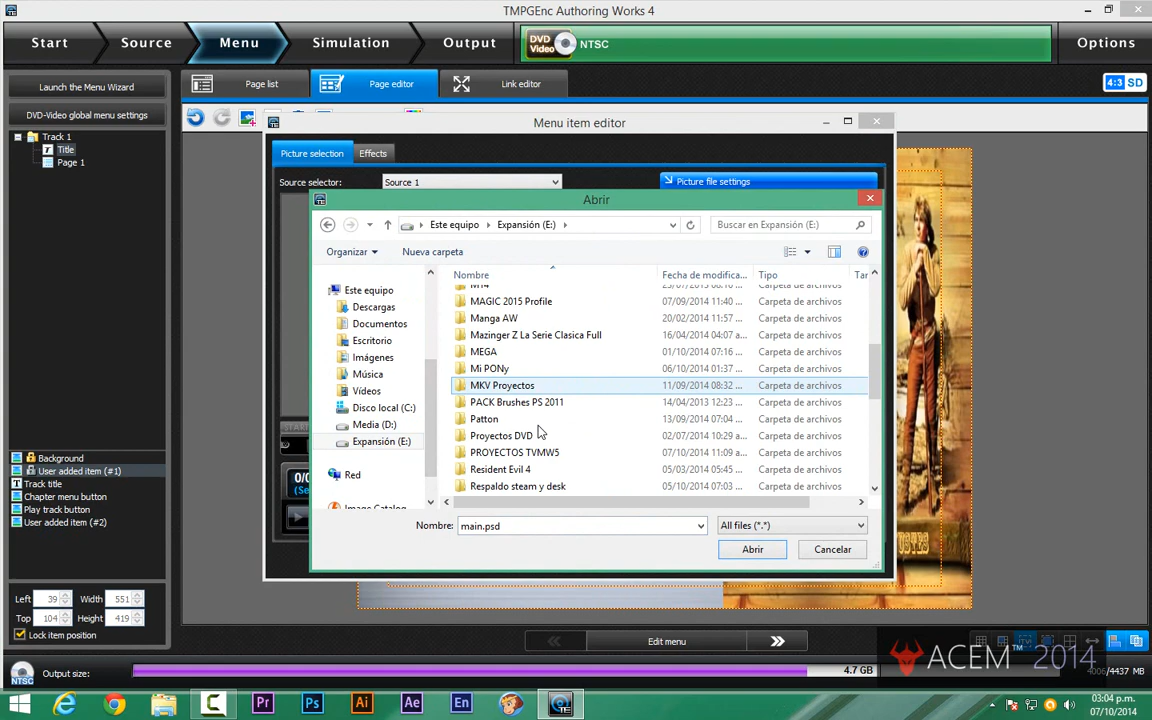 TMPGEnc Authoring Works 4
Start
Source
Menu
Simulation
Output
DVD Video
NTSC
Options
Launch the Menu Wizard
Page list
Page editor
Link editor
4:3 SD
DVD-Video global menu settings
Track 1
Title
Page 1
Menu item editor
Picture selection
Effects
Source selector:
Source 1
Picture file settings
Abrir
Este equipo
Expansión (E:)
Buscar en Expansión (E:)
Organizar
Nueva carpeta
Nombre
Fecha de modifica...
Tipo
Este equipo
Descargas
Documentos
Escritorio
Imágenes
Música
Vídeos
Disco local (C:)
Media (D:)
Expansión (E:)
Red
MAGIC 2015 Profile 07/09/2014 11:40 ... Carpeta de archivos
Manga AW 20/02/2014 11:57 ... Carpeta de archivos
Mazinger Z La Serie Clasica Full 16/04/2014 04:07 ... Carpeta de archivos
MEGA 01/10/2014 07:16 ... Carpeta de archivos
Mi PONy 06/10/2014 01:37 ... Carpeta de archivos
MKV Proyectos 11/09/2014 08:32 ... Carpeta de archivos
PACK Brushes PS 2011 14/04/2013 12:23 ... Carpeta de archivos
Patton 13/09/2014 07:04 ... Carpeta de archivos
Proyectos DVD 02/07/2014 10:29 a... Carpeta de archivos
PROYECTOS TVMW5 07/10/2014 11:09 a... Carpeta de archivos
Resident Evil 4 05/03/2014 05:45 ... Carpeta de archivos
Respaldo steam y desk 05/10/2014 07:03 ... Carpeta de archivos
Nombre:
main.psd
All files (*.*)
Abrir
Cancelar
Background
User added item (#1)
Track title
Chapter menu button
Play track button
User added item (#2)
Left 39 Width 551
Top 104 Height 419
Lock item position
Edit menu
NTSC
Output size:
4.7 GB
4006/4437 MB
ACEM™ 2014
Pr
Ps
Ai
Ae
En
03:04 p.m.
07/10/2014